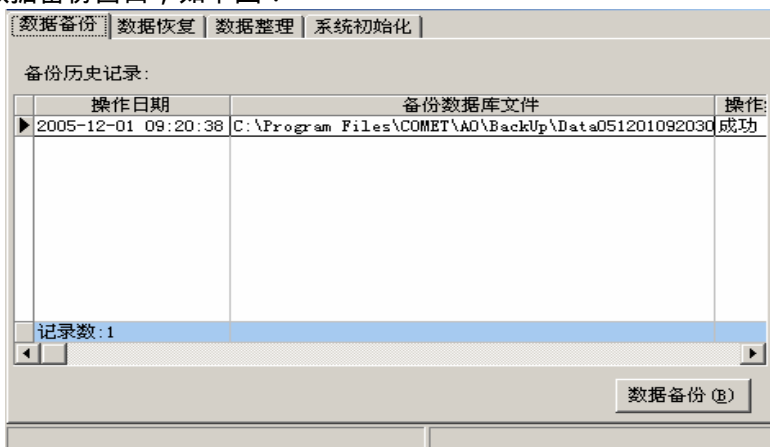 数据备份 数据恢复 数据整理 系统初始化
备份历史记录:
操作日期 备份数据库文件 操作
2005-12-01 09:20:38 C:\Program Files\COMET\AO\BackUp\Data051201092030 成功
记录数:1
数据备份(B)